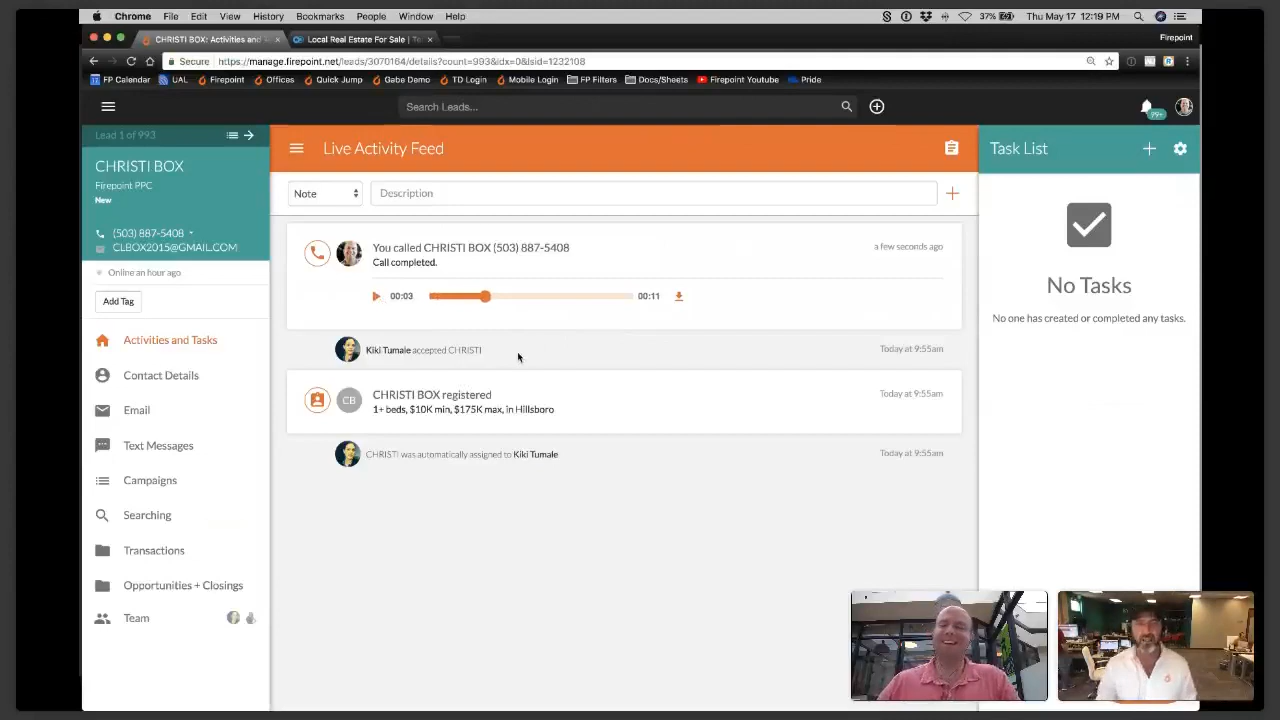 Chrome File Edit View History Bookmarks People Window Help
37% Thu May 17 12:19 PM
CHRISTI BOX: Activities and
Local Real Estate For Sale |
Firepoint
Secure https://manage.firepoint.net/leads/3070164/details?count=993&idx=0&lsid=1232108
FP Calendar UAL Firepoint Offices Quick Jump Gabe Demo TD Login Mobile Login FP Filters Docs/Sheets Firepoint Youtube Pride
Search Leads...
99+
Lead 1 of 993
CHRISTI BOX
Firepoint PPC
New
(503) 887-5408
CLBOX2015@GMAIL.COM
Online an hour ago
Add Tag
Activities and Tasks
Contact Details
Email
Text Messages
Campaigns
Searching
Transactions
Opportunities + Closings
Team
Live Activity Feed
Note
Description
You called CHRISTI BOX (503) 887-5408
a few seconds ago
Call completed.
00:03
00:11
Kiki Tumale accepted CHRISTI
Today at 9:55am
CHRISTI BOX registered
Today at 9:55am
CB
1+ beds, $10K min, $175K max, in Hillsboro
CHRISTI was automatically assigned to Kiki Tumale
Today at 9:55am
Task List
No Tasks
No one has created or completed any tasks.